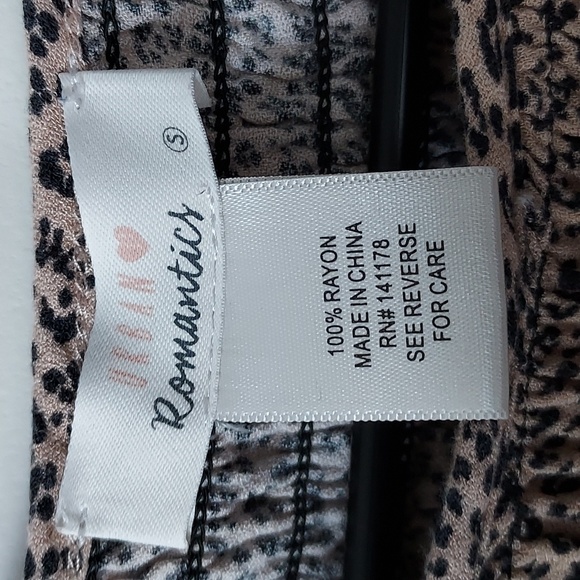 URBAN
Romantics
S
100% RAYON
MADE IN CHINA
RN# 141178
SEE REVERSE
FOR CARE